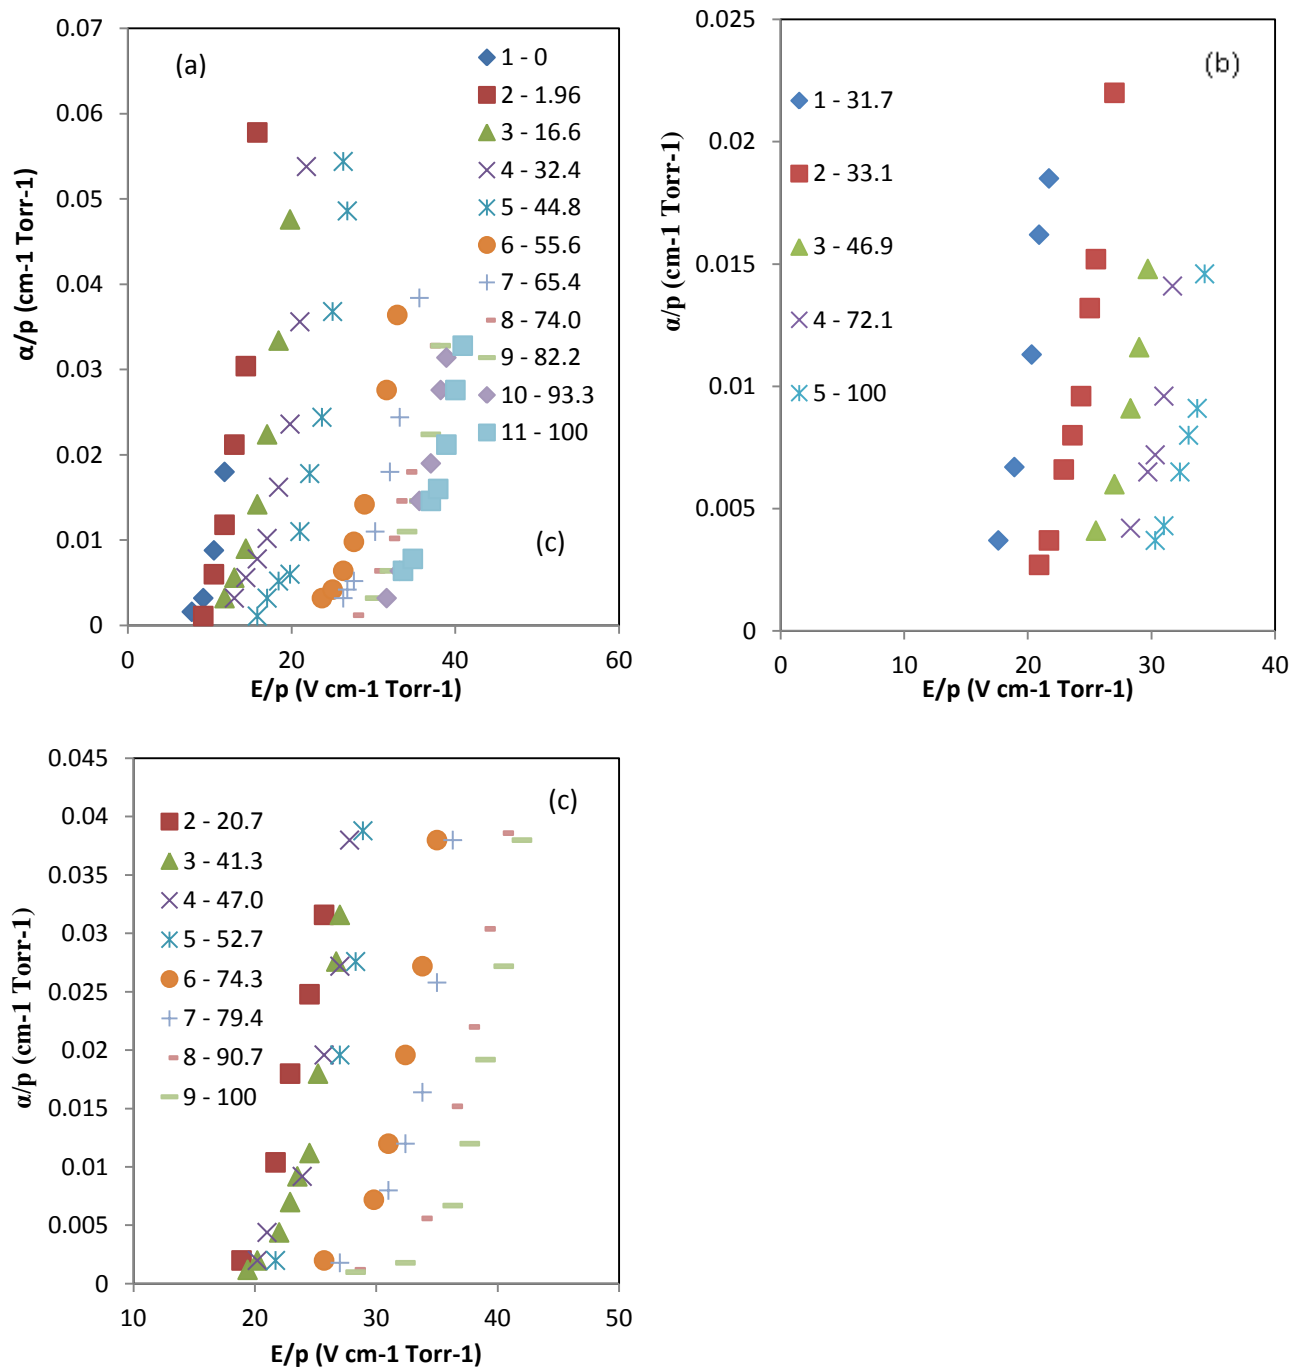 0.07
0.06
0.05
0.04
0.03
0.02
0.01
0
α/p (cm-1 Torr-1)
(a)
1 - 0
2 - 1.96
3 - 16.6
4 - 32.4
5 - 44.8
6 - 55.6
7 - 65.4
8 - 74.0
9 - 82.2
10 - 93.3
11 - 100
(c)
0 20 40 60
E/p (V cm-1 Torr-1)
0.025
0.02
0.015
0.01
0.005
0
α/p (cm-1 Torr-1)
(b)
1 - 31.7
2 - 33.1
3 - 46.9
4 - 72.1
5 - 100
0 10 20 30 40
E/p (V cm-1 Torr-1)
0.045
0.04
0.035
0.03
0.025
0.02
0.015
0.01
0.005
0
α/p (cm-1 Torr-1)
(c)
2 - 20.7
3 - 41.3
4 - 47.0
5 - 52.7
6 - 74.3
7 - 79.4
8 - 90.7
9 - 100
10 20 30 40 50
E/p (V cm-1 Torr-1)